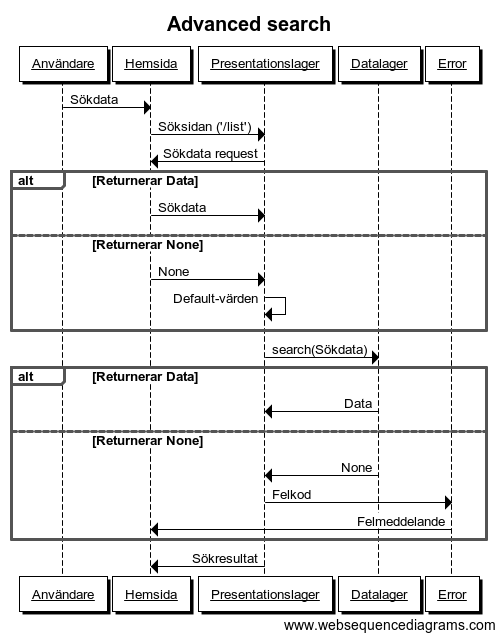 Advanced search
Användare Hemsida Presentationslager Datalager Error
Sökdata
Söksidan ('/list')
Sökdata request
alt [Returnerar Data]
Sökdata
[Returnerar None]
None
Default-värden
search(Sökdata)
alt [Returnerar Data]
Data
[Returnerar None]
None
Felkod
Felmeddelande
Sökresultat
Användare Hemsida Presentationslager Datalager Error
www.websequencediagrams.com